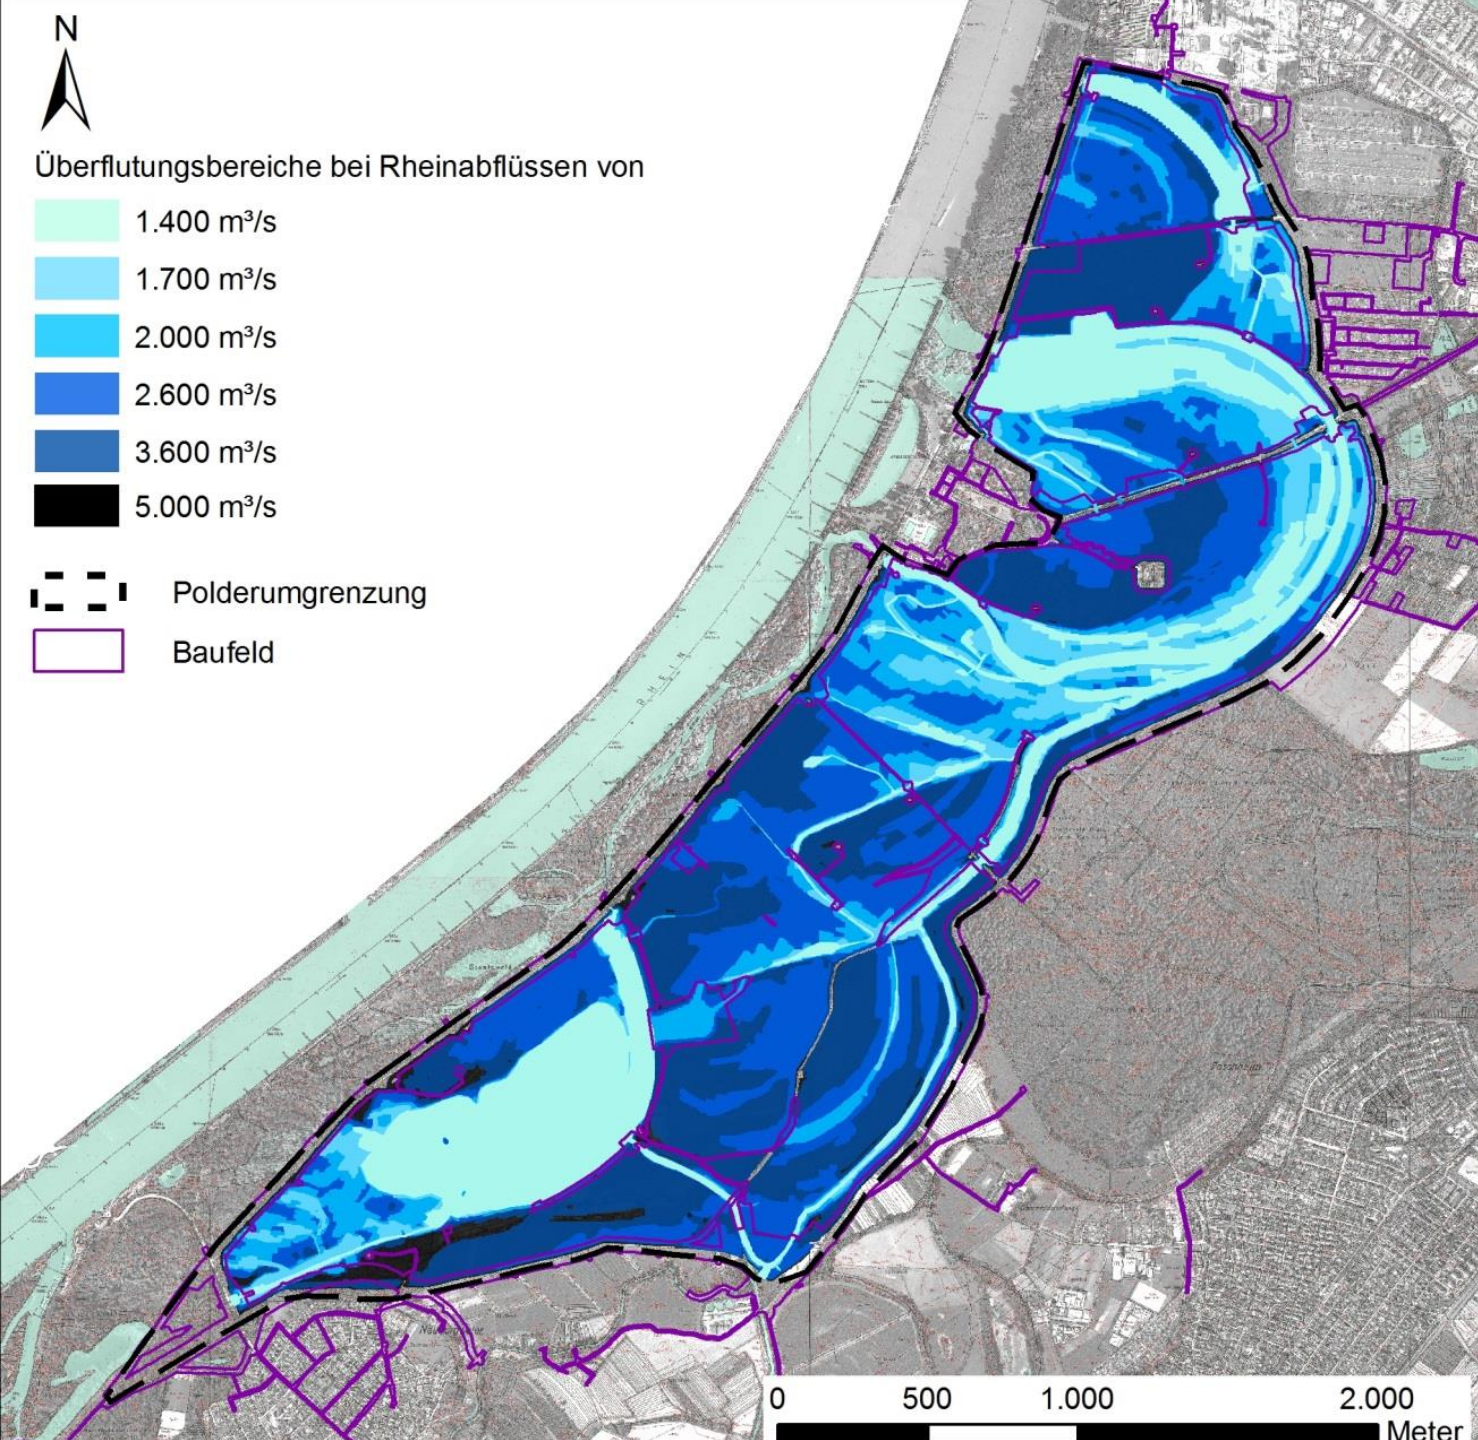 N
Überflutungsbereiche bei Rheinabflüssen von
1.400 m³/s
1.700 m³/s
2.000 m³/s
2.600 m³/s
3.600 m³/s
5.000 m³/s
Polderumgrenzung
Baufeld
RHEIN
0 500 1.000 2.000
Meter